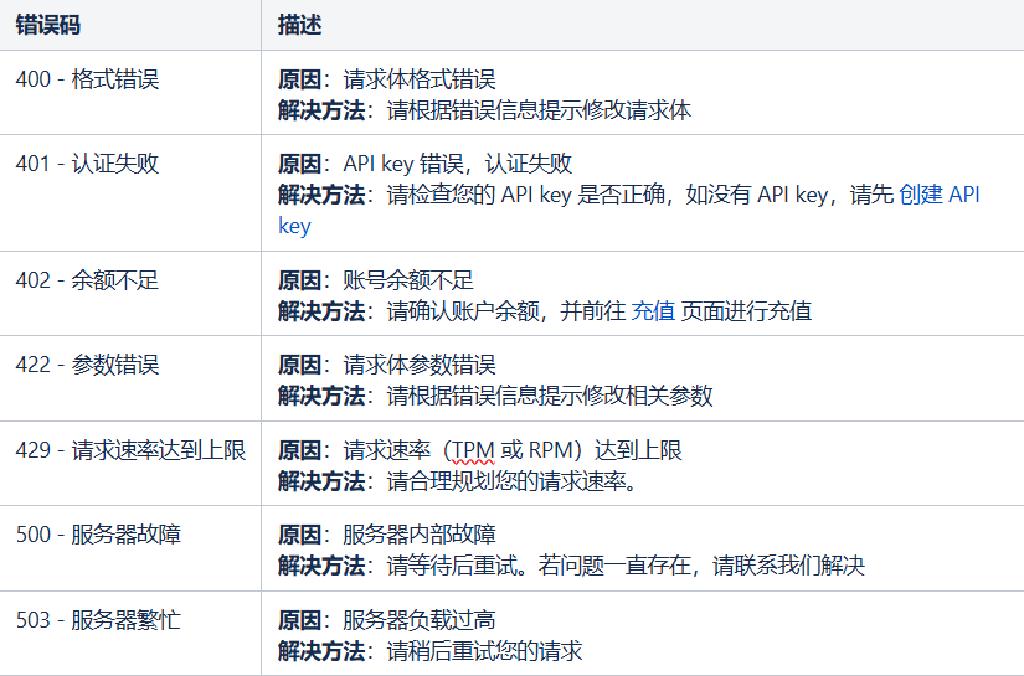 错误码 描述
400 - 格式错误 原因：请求体格式错误
解决方法：请根据错误信息提示修改请求体
401 - 认证失败 原因：API key 错误，认证失败
解决方法：请检查您的 API key 是否正确，如没有 API key，请先 创建 API
key
402 - 余额不足 原因：账号余额不足
解决方法：请确认账户余额，并前往 充值 页面进行充值
422 - 参数错误 原因：请求体参数错误
解决方法：请根据错误信息提示修改相关参数
429 - 请求速率达到上限 原因：请求速率（TPM 或 RPM）达到上限
解决方法：请合理规划您的请求速率。
500 - 服务器故障 原因：服务器内部故障
解决方法：请等待后重试。若问题一直存在，请联系我们解决
503 - 服务器繁忙 原因：服务器负载过高
解决方法：请稍后重试您的请求